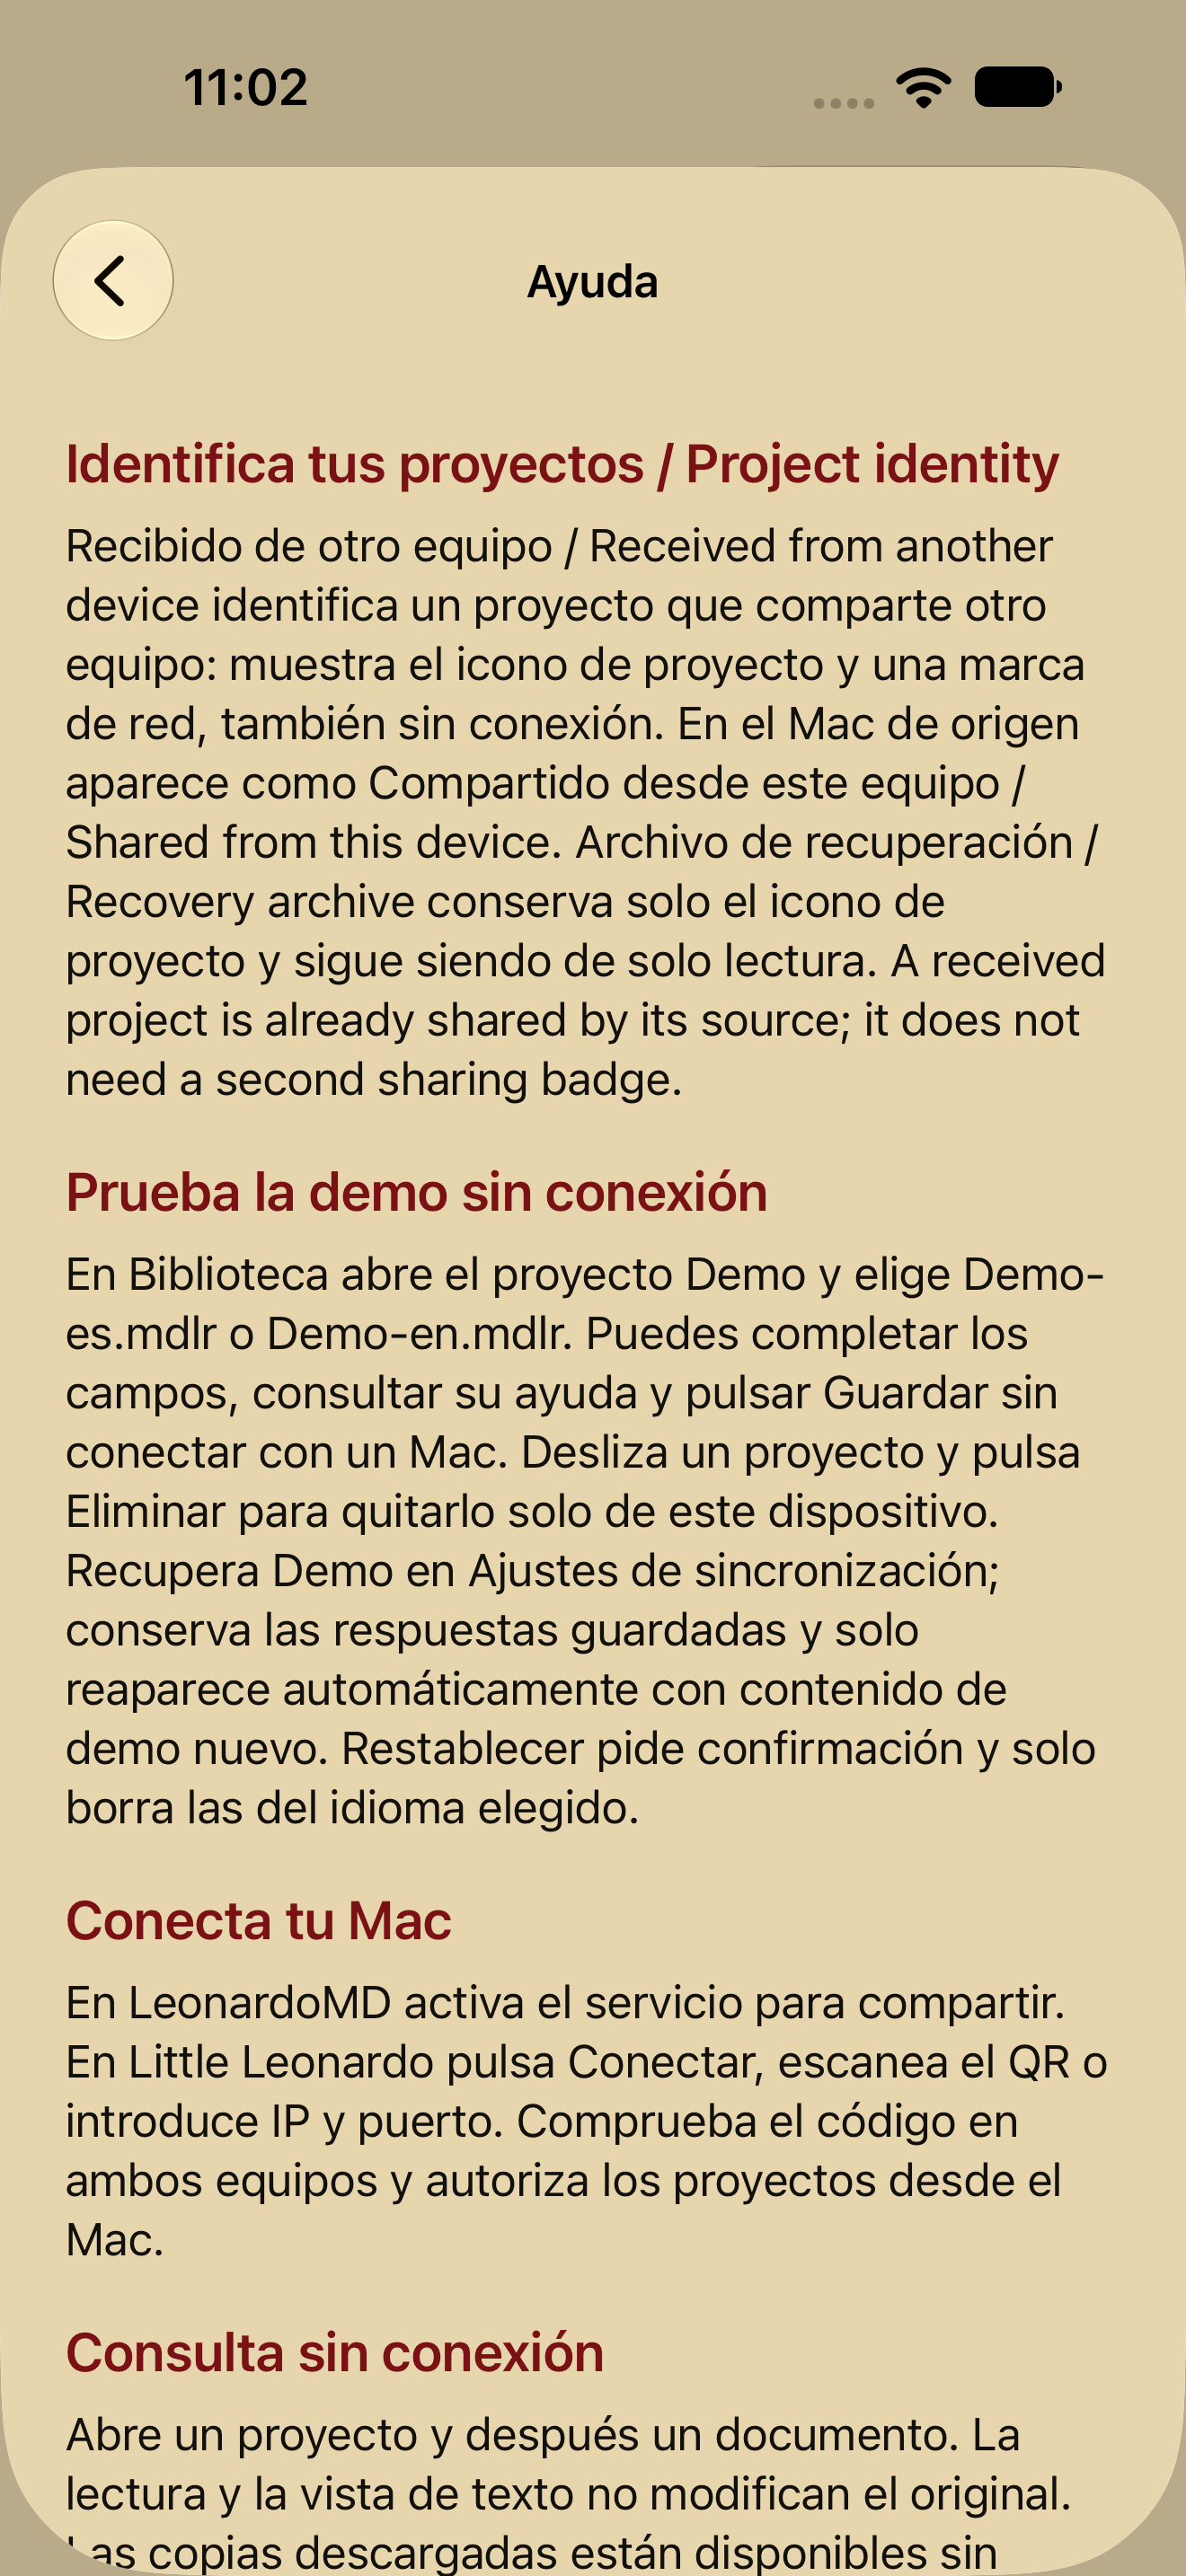 11:02
Ayuda
Identifica tus proyectos / Project identity
Recibido de otro equipo / Received from another
device identifica un proyecto que comparte otro
equipo: muestra el icono de proyecto y una marca
de red, también sin conexión. En el Mac de origen
aparece como Compartido desde este equipo /
Shared from this device. Archivo de recuperación /
Recovery archive conserva solo el icono de
proyecto y sigue siendo de solo lectura. A received
project is already shared by its source; it does not
need a second sharing badge.
Prueba la demo sin conexión
En Biblioteca abre el proyecto Demo y elige Demo-
es.mdlr o Demo-en.mdlr. Puedes completar los
campos, consultar su ayuda y pulsar Guardar sin
conectar con un Mac. Desliza un proyecto y pulsa
Eliminar para quitarlo solo de este dispositivo.
Recupera Demo en Ajustes de sincronización;
conserva las respuestas guardadas y solo
reaparece automáticamente con contenido de
demo nuevo. Restablecer pide confirmación y solo
borra las del idioma elegido.
Conecta tu Mac
En LeonardoMD activa el servicio para compartir.
En Little Leonardo pulsa Conectar, escanea el QR o
introduce IP y puerto. Comprueba el código en
ambos equipos y autoriza los proyectos desde el
Mac.
Consulta sin conexión
Abre un proyecto y después un documento. La
lectura y la vista de texto no modifican el original.
Las copias descargadas están disponibles sin